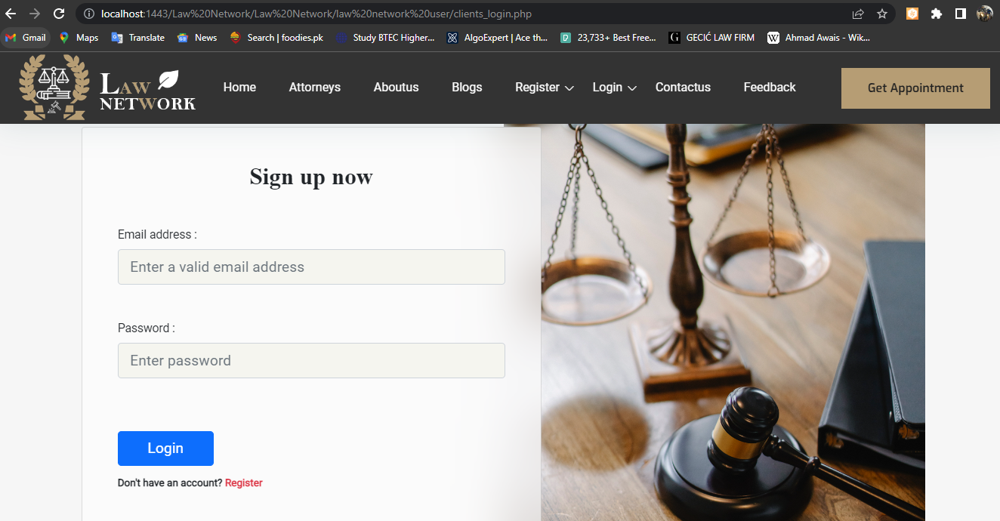 localhost:1443/Law%20Network/Law%20Network/law%20network%20user/clients_login.php
Gmail Maps Translate News Search | foodies.pk Study BTEC Higher... AlgoExpert | Ace th... 23,733+ Best Free... G GECIĆ LAW FIRM W Ahmad Awais - Wik...
LAW
NETWORK
Home Attorneys Aboutus Blogs Register Login Contactus Feedback Get Appointment
Sign up now
Email address :
Enter a valid email address
Password :
Enter password
Login
Don't have an account? Register